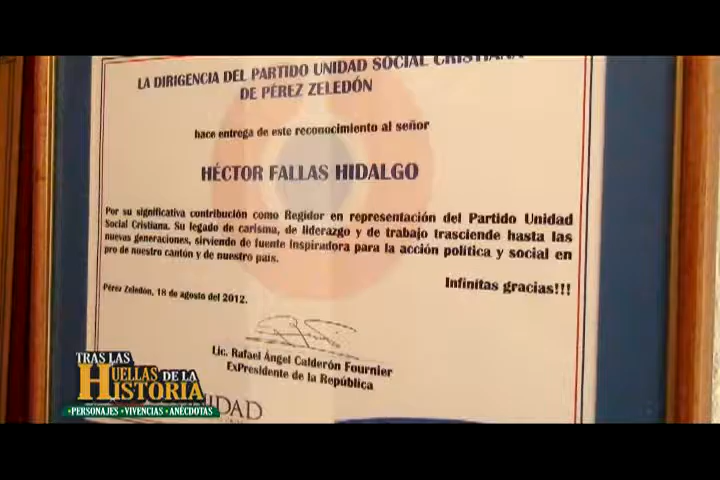 LA DIRIGENCIA DEL PARTIDO UNIDAD SOCIAL CRISTIANA
DE PÉREZ ZELEDÓN
hace entrega de este reconocimiento al señor
HÉCTOR FALLAS HIDALGO
Por su significativa contribución como Regidor en representación del Partido Unidad
Social Cristiana. Su legado de carisma, de liderazgo y de trabajo trasciende hasta las
nuevas generaciones, sirviendo de fuente inspiradora para la acción política y social en
pro de nuestro cantón y de nuestro país.
Infinitas gracias!!!
Pérez Zeledón, 18 de agosto del 2012.
Lic. Rafael Ángel Calderón Fournier
ExPresidente de la República
TRAS LAS
HUELLAS DE LA
HISTORIA
•PERSONAJES •VIVENCIAS •ANÉCDOTAS